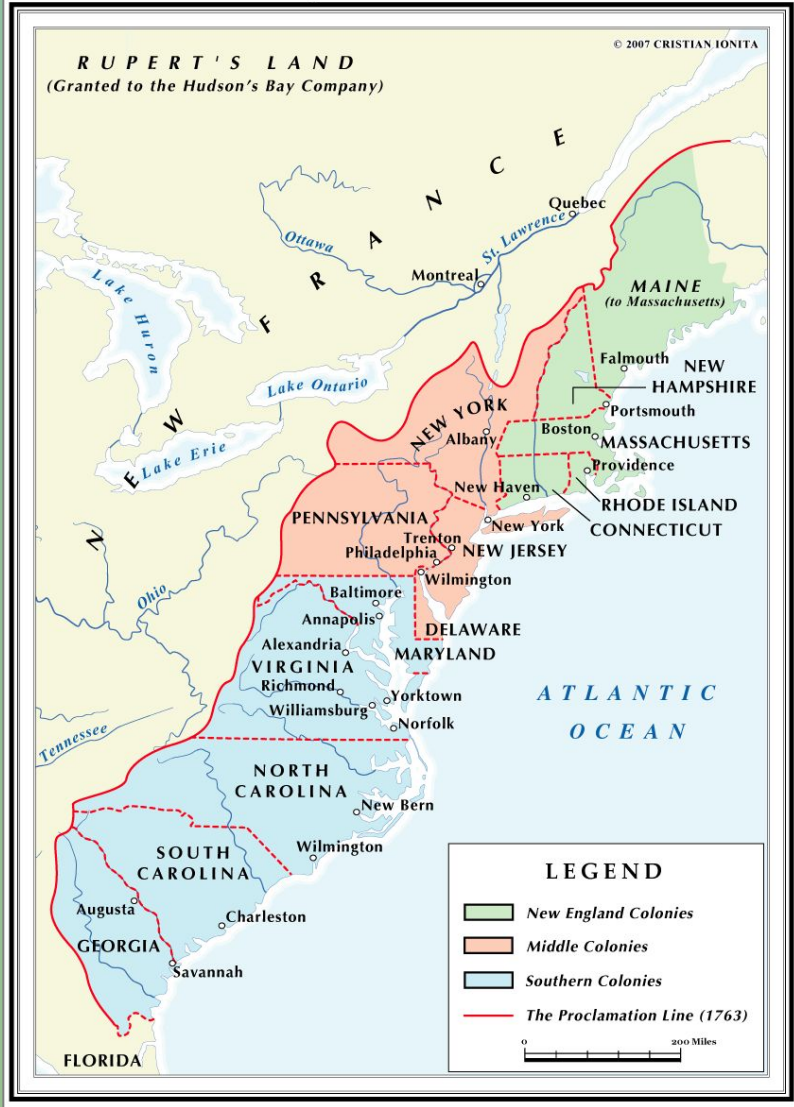 © 2007 CRISTIAN IONITA
RUPERT'S LAND
(Granted to the Hudson's Bay Company)
NEW FRANCE
Quebec
St. Lawrence
Ottawa
Montreal
MAINE
(to Massachusetts)
Lake Huron
Falmouth
NEW
HAMPSHIRE
Lake Ontario
Portsmouth
NEW YORK
Albany
Boston
MASSACHUSETTS
Lake Erie
Providence
New Haven
RHODE ISLAND
CONNECTICUT
PENNSYLVANIA
New York
Trenton
NEW JERSEY
Philadelphia
Wilmington
Ohio
Baltimore
Annapolis
DELAWARE
MARYLAND
Alexandria
VIRGINIA
Richmond
Yorktown
Williamsburg
Norfolk
ATLANTIC
OCEAN
Tennessee
NORTH
CAROLINA
New Bern
Wilmington
SOUTH
CAROLINA
Augusta
Charleston
GEORGIA
Savannah
FLORIDA
LEGEND
New England Colonies
Middle Colonies
Southern Colonies
The Proclamation Line (1763)
0 200 Miles